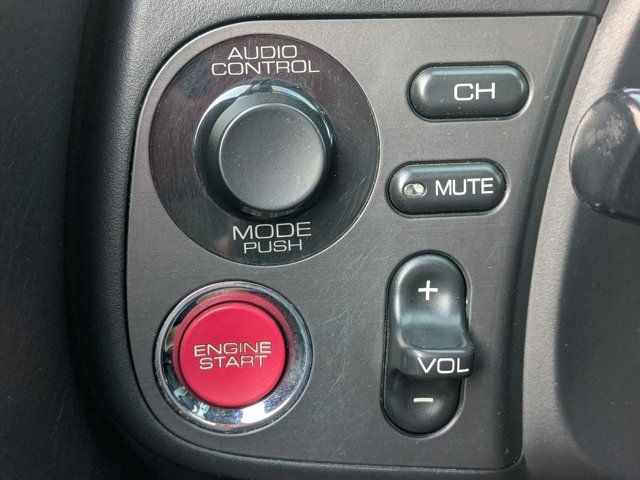 AUDIO
CONTROL
MODE
PUSH
CH
MUTE
ENGINE
START
+
VOL
−